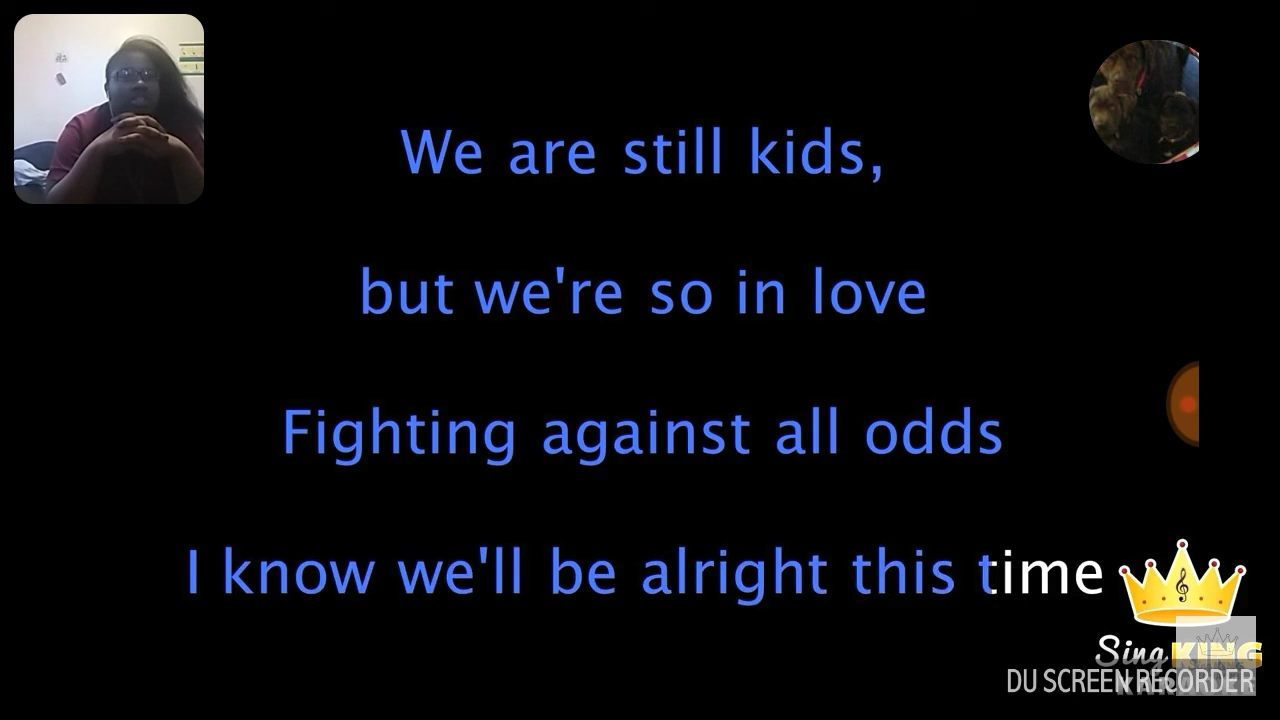 We are still kids,
but we're so in love
Fighting against all odds
I know we'll be alright this time
Sing KING
DU SCREEN RECORDER